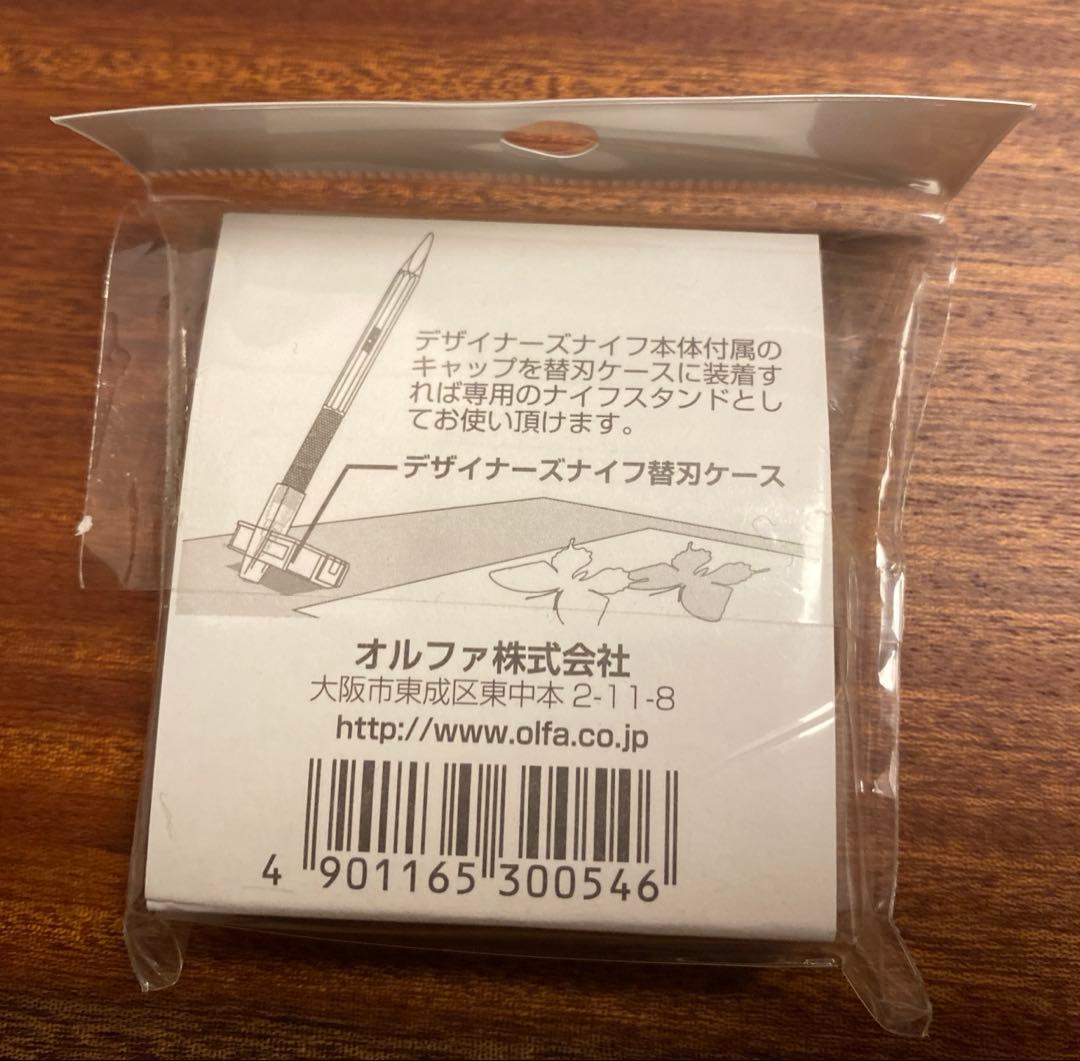 デザイナーズナイフ本体付属の
キャップを替刃ケースに装着す
れば専用のナイフスタンドとし
てお使い頂けます。
デザイナーズナイフ替刃ケース
オルファ株式会社
大阪市東成区東中本2-11-8
http://www.olfa.co.jp
4 901165 300546